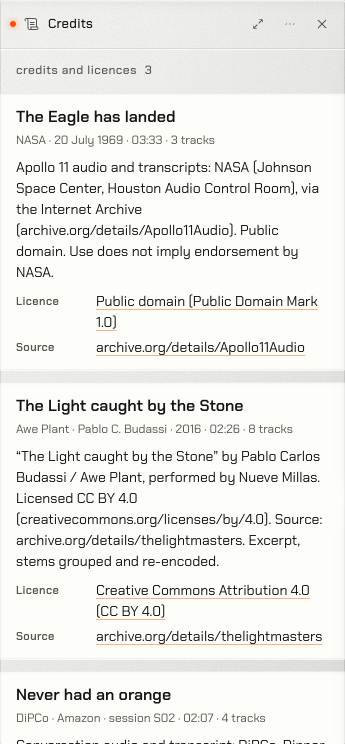 Credits
credits and licences 3
The Eagle has landed
NASA · 20 July 1969 · 03:33 · 3 tracks
Apollo 11 audio and transcripts: NASA (Johnson
Space Center, Houston Audio Control Room), via
the Internet Archive
(archive.org/details/Apollo11Audio). Public
domain. Use does not imply endorsement by
NASA.
Licence Public domain (Public Domain Mark
1.0)
Source archive.org/details/Apollo11Audio
The Light caught by the Stone
Awe Plant · Pablo C. Budassi · 2016 · 02:26 · 8 tracks
“The Light caught by the Stone” by Pablo Carlos
Budassi / Awe Plant, performed by Nueve Millas.
Licensed CC BY 4.0
(creativecommons.org/licenses/by/4.0). Source:
archive.org/details/thelightmasters. Excerpt,
stems grouped and re-encoded.
Licence Creative Commons Attribution 4.0
(CC BY 4.0)
Source archive.org/details/thelightmasters
Never had an orange
DiPCo · Amazon · session S02 · 02:07 · 4 tracks
Conversation audio and transcript: DiPCo, Dinner